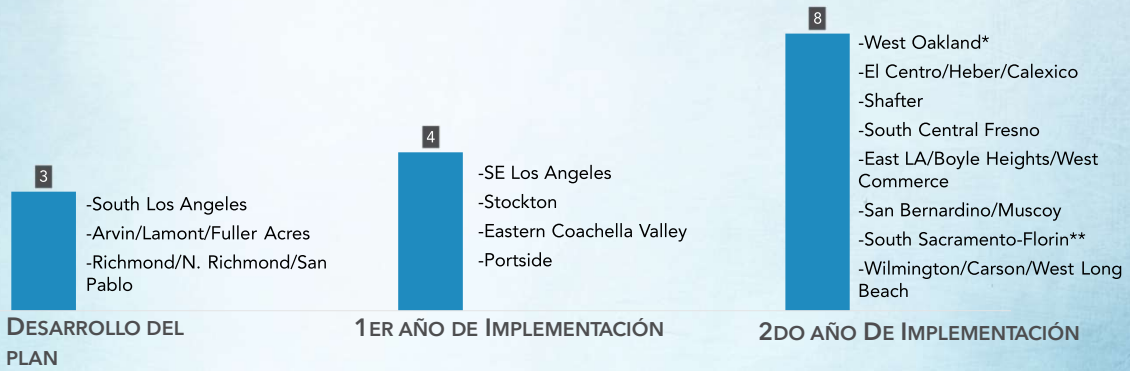 3
-South Los Angeles
-Arvin/Lamont/Fuller Acres
-Richmond/N. Richmond/San
Pablo
DESARROLLO DEL
PLAN
4
-SE Los Angeles
-Stockton
-Eastern Coachella Valley
-Portside
1ER AÑO DE IMPLEMENTACIÓN
8
-West Oakland*
-El Centro/Heber/Calexico
-Shafter
-South Central Fresno
-East LA/Boyle Heights/West
Commerce
-San Bernardino/Muscoy
-South Sacramento-Florin**
-Wilmington/Carson/West Long
Beach
2DO AÑO DE IMPLEMENTACIÓN